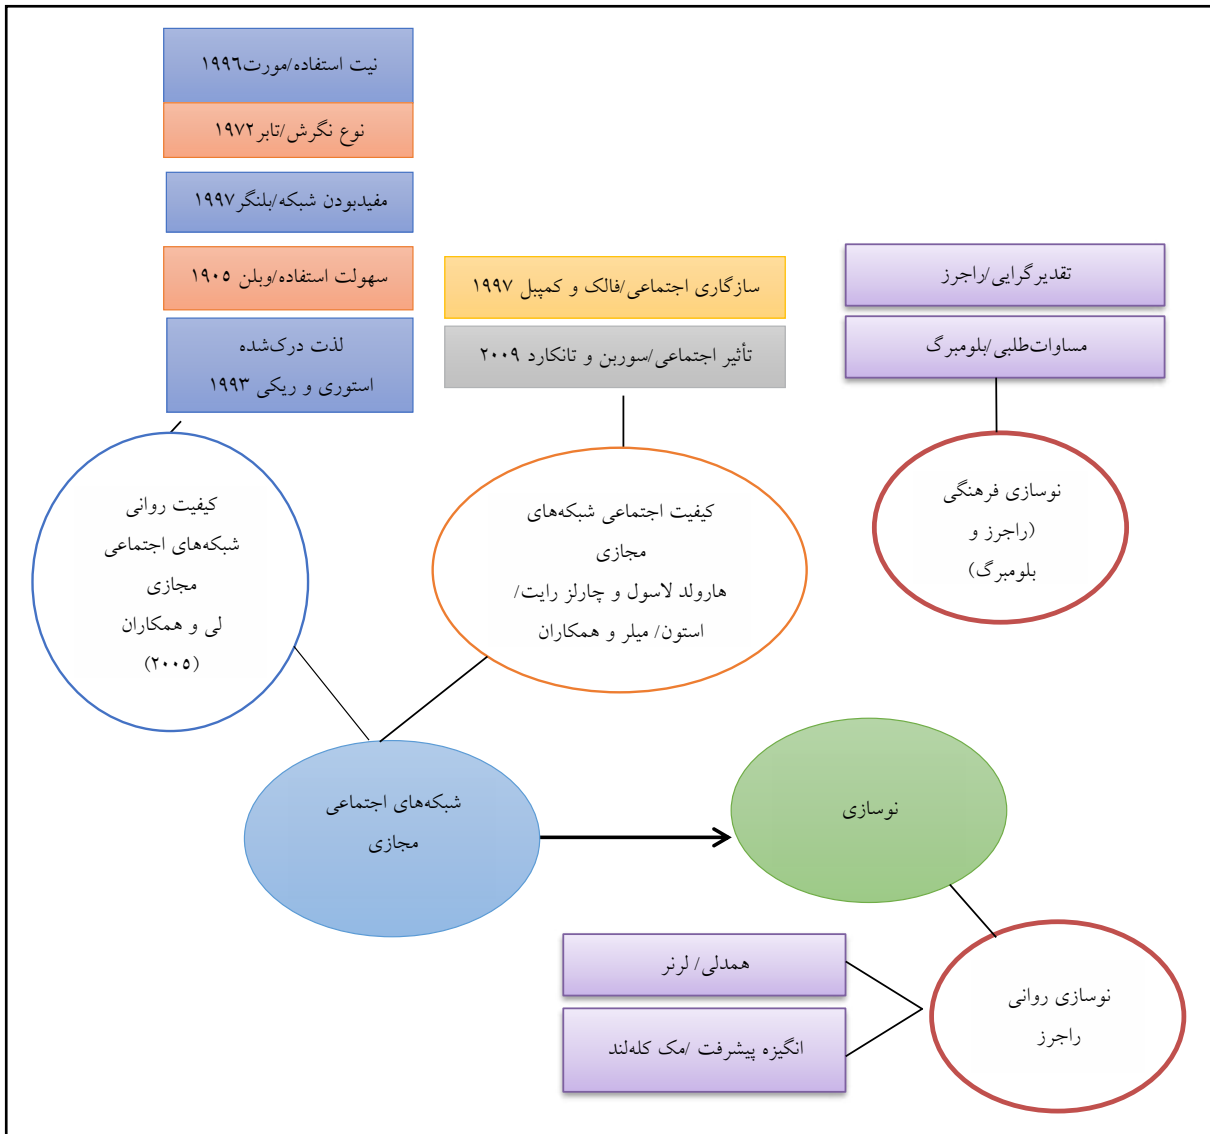 نیت استفاده/مورت۱۹۹٦
نوع نگرش/تابر۱۹۷۲
مفیدبودن شبکه/بلنگر۱۹۹۷
سهولت استفاده/وبلن ۱۹۰۵
لذت درک‌شده
استوری و ریکی ۱۹۹۳
سازگاری اجتماعی/فالک و کمپبل ۱۹۹۷
تأثیر اجتماعی/سوربن و تانکارد ۲۰۰۹
تقدیرگرایی/راجرز
مساوات‌طلبی/بلومبرگ
کیفیت روانی
شبکه‌های اجتماعی
مجازی
لی و همکاران
(۲۰۰۵)
کیفیت اجتماعی شبکه‌های
مجازی
هارولد لاسول و چارلز رایت/
استون/ میلر و همکاران
نوسازی فرهنگی
(راجرز و
بلومبرگ)
شبکه‌های اجتماعی
مجازی
نوسازی
همدلی/ لرنر
انگیزه پیشرفت /مک کله‌لند
نوسازی روانی
راجرز